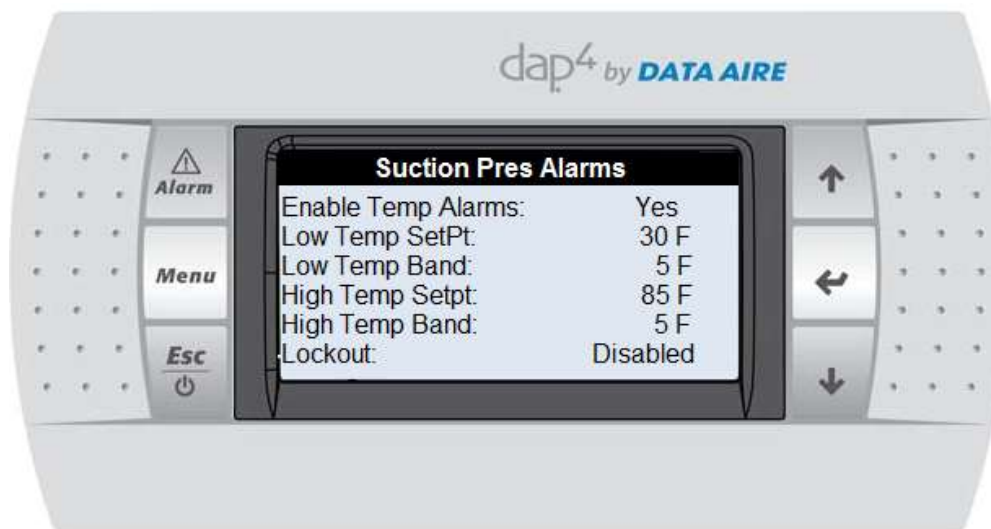 dap4 by DATA AIRE
Alarm
Menu
Esc
Suction Pres Alarms
Enable Temp Alarms: Yes
Low Temp SetPt: 30 F
Low Temp Band: 5 F
High Temp Setpt: 85 F
High Temp Band: 5 F
Lockout: Disabled